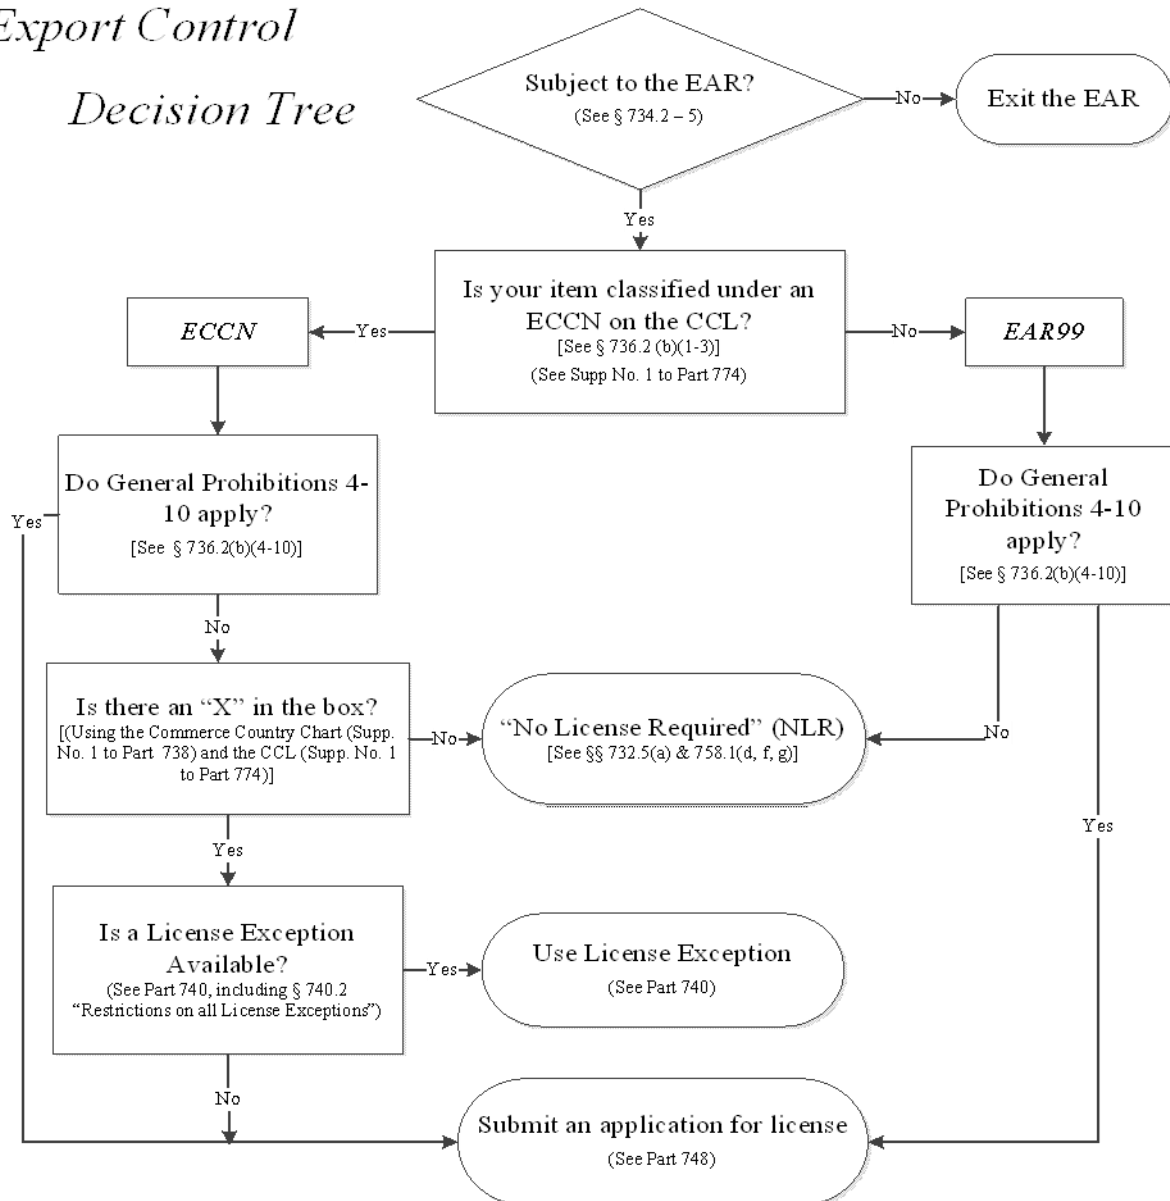 Export Control
Decision Tree
Subject to the EAR?
(See § 734.2 – 5)
No
Exit the EAR
Yes
Is your item classified under an
ECCN on the CCL?
[See § 736.2 (b)(1-3)]
(See Supp No. 1 to Part 774)
Yes
ECCN
No
EAR99
Do General Prohibitions 4-
10 apply?
[See § 736.2(b)(4-10)]
Yes
No
Do General
Prohibitions 4-10
apply?
[See § 736.2(b)(4-10)]
Is there an “X” in the box?
[(Using the Commerce Country Chart (Supp.
No. 1 to Part 738) and the CCL (Supp. No. 1
to Part 774)]
No
“No License Required” (NLR)
[See §§ 732.5(a) & 758.1(d, f, g)]
No
Yes
Yes
Is a License Exception
Available?
(See Part 740, including § 740.2
“Restrictions on all License Exceptions”)
Yes
Use License Exception
(See Part 740)
No
Submit an application for license
(See Part 748)